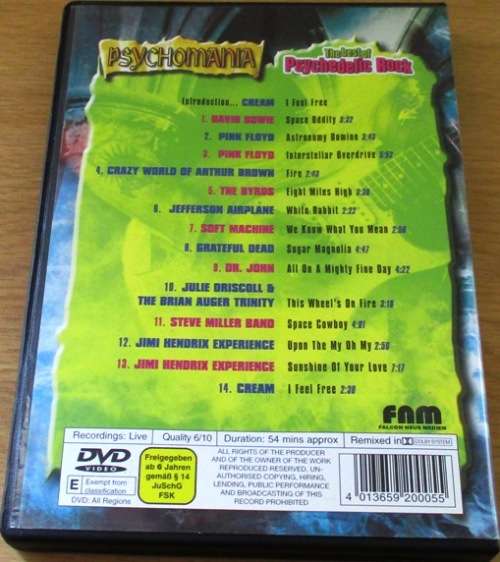 PSYCHOMANIA
The best of
Psychedelic Rock
Introduction... CREAM I Feel Free
1. DAVID BOWIE Space Oddity 3:32
2. PINK FLOYD Astronomy Domine 3:43
3. PINK FLOYD Interstellar Overdrive
4. CRAZY WORLD OF ARTHUR BROWN Fire 2:43
5. THE BYRDS Eight Miles High
6. JEFFERSON AIRPLANE White Rabbit 2:22
7. SOFT MACHINE We Know What You Mean
8. GRATEFUL DEAD Sugar Magnolia 4:47
9. DR. JOHN All On A Mighty Fine Day 4:22
10. JULIE DRISCOLL &
THE BRIAN AUGER TRINITY This Wheel's On Fire 3:18
11. STEVE MILLER BAND Space Cowboy 4:01
12. JIMI HENDRIX EXPERIENCE Upon The My Oh My 2:50
13. JIMI HENDRIX EXPERIENCE Sunshine Of Your Love 7:17
14. CREAM I Feel Free 2:38
FNM
FALCON NEUE MEDIEN
Recordings: Live Quality 6/10 Duration: 54 mins approx Remixed in DOLBY SYSTEM
DVD
VIDEO
E Exempt from
classification
DVD: All Regions
Freigegeben
ab 6 Jahren
gemäß § 14
JuSchG
FSK
ALL RIGHTS OF THE PRODUCER
AND OF THE OWNER OF THE WORK
REPRODUCED RESERVED. UN-
AUTHORISED COPYING, HIRING,
LENDING, PUBLIC PERFORMANCE
AND BROADCASTING OF THIS
RECORD PROHIBITED
4 013659 200055